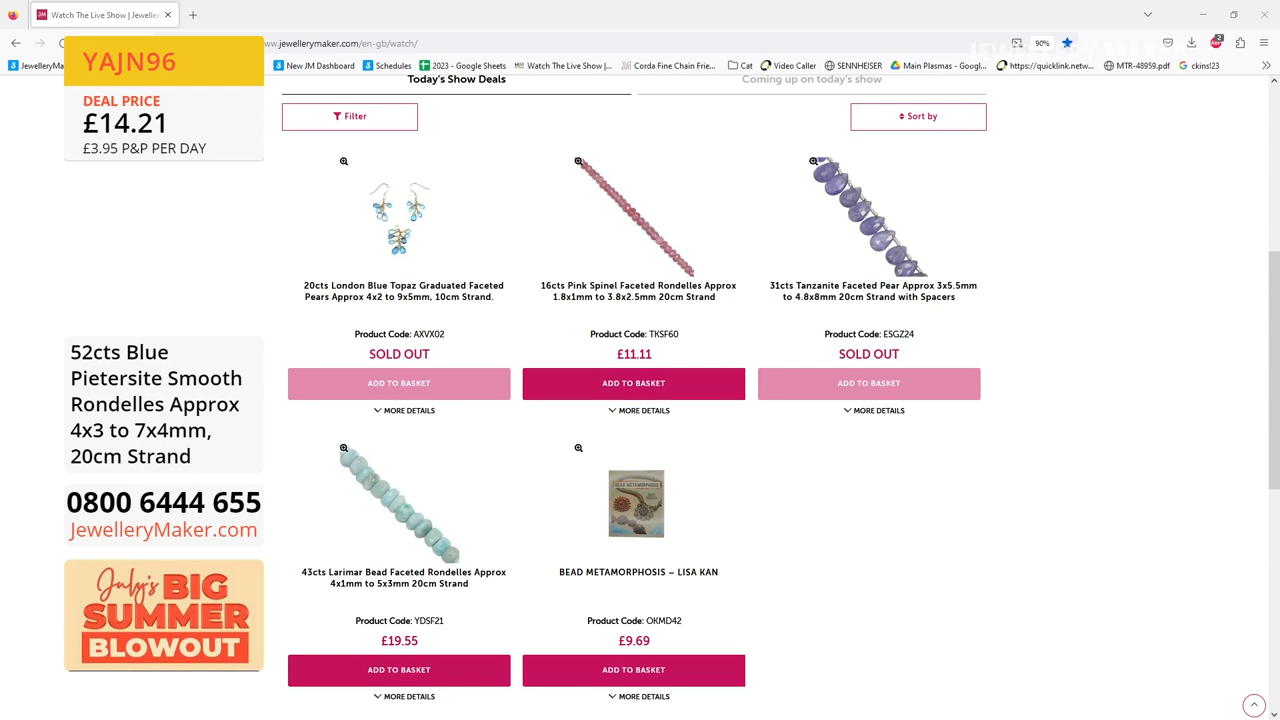 Watch The Live Show | Jeweller
ww.jewellerymaker.com/en-gb/watch/
90%
2
JewelleryMa
New JM Dashboard
Schedules
2023 - Google Sheets
Watch The Live Show |...
Corda Fine Chain Frie...
Cat
Video Caller
SENNHEISER
Main Plasmas - Googl...
https://quicklink.netw...
MTR-48959.pdf
ckins!23
YAJN96
DEAL PRICE
£14.21
£3.95 P&P PER DAY
52cts Blue
Pietersite Smooth
Rondelles Approx
4x3 to 7x4mm,
20cm Strand
0800 6444 655
JewelleryMaker.com
July's BIG
SUMMER
BLOWOUT
Today's Show Deals
Coming up on today's show
Filter
Sort by
20cts London Blue Topaz Graduated Faceted
Pears Approx 4x2 to 9x5mm, 10cm Strand.
Product Code: AXVX02
SOLD OUT
ADD TO BASKET
MORE DETAILS
16cts Pink Spinel Faceted Rondelles Approx
1.8x1mm to 3.8x2.5mm 20cm Strand
Product Code: TKSF60
£11.11
ADD TO BASKET
MORE DETAILS
31cts Tanzanite Faceted Pear Approx 3x5.5mm
to 4.8x8mm 20cm Strand with Spacers
Product Code: ESGZ24
SOLD OUT
ADD TO BASKET
MORE DETAILS
43cts Larimar Bead Faceted Rondelles Approx
4x1mm to 5x3mm 20cm Strand
Product Code: YDSF21
£19.55
ADD TO BASKET
MORE DETAILS
BEAD METAMORPHOSIS
BEAD METAMORPHOSIS – LISA KAN
Product Code: OKMD42
£9.69
ADD TO BASKET
MORE DETAILS